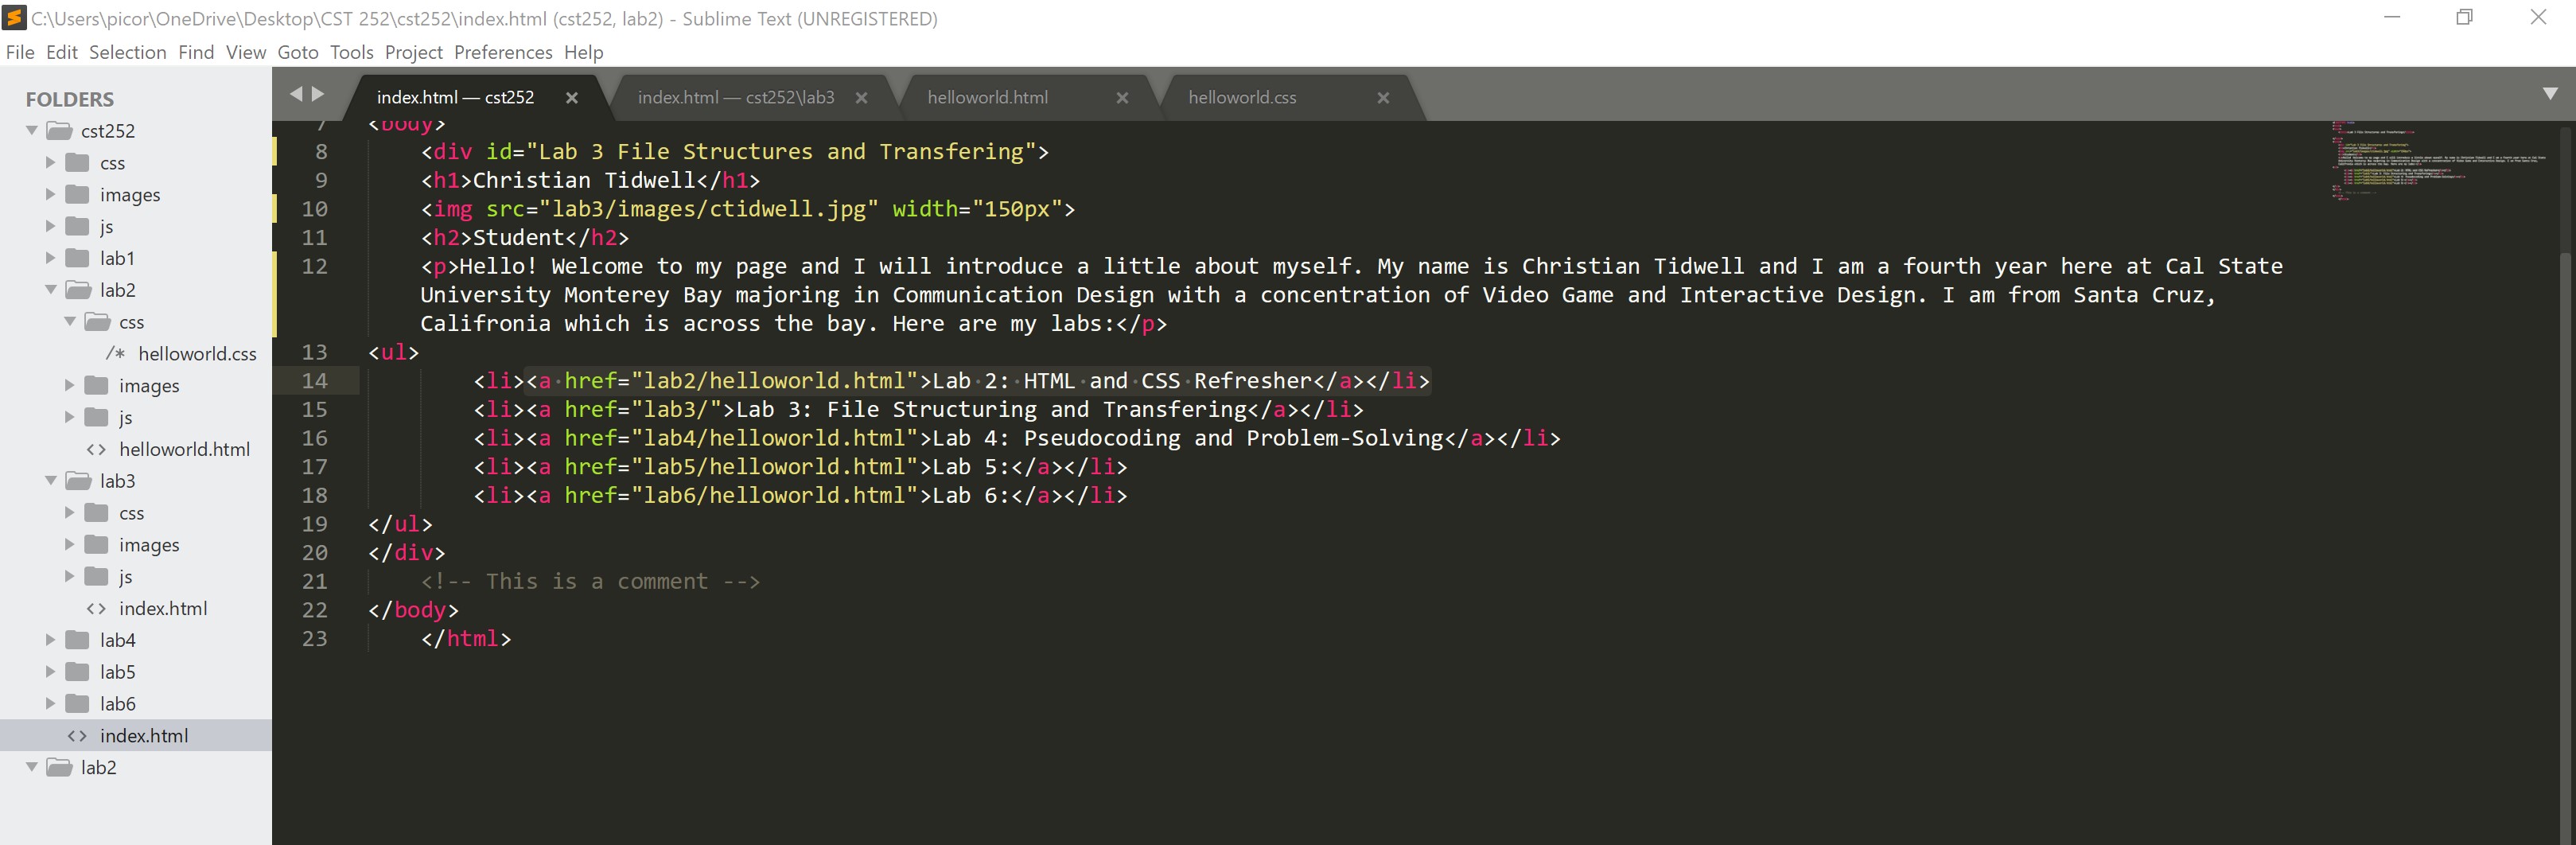 C:\Users\picor\OneDrive\Desktop\CST 252\cst252\index.html (cst252, lab2) - Sublime Text (UNREGISTERED)
File Edit Selection Find View Goto Tools Project Preferences Help
FOLDERS
cst252
css
images
js
lab1
lab2
css
/* helloworld.css
images
js
<> helloworld.html
lab3
css
images
js
<> index.html
lab4
lab5
lab6
<> index.html
lab2
index.html — cst252
index.html — cst252\lab3
helloworld.html
helloworld.css
7 <body>
8 <div id="Lab 3 File Structures and Transfering">
9 <h1>Christian Tidwell</h1>
10 <img src="lab3/images/ctidwell.jpg" width="150px">
11 <h2>Student</h2>
12 <p>Hello! Welcome to my page and I will introduce a little about myself. My name is Christian Tidwell and I am a fourth year here at Cal State
University Monterey Bay majoring in Communication Design with a concentration of Video Game and Interactive Design. I am from Santa Cruz,
Califronia which is across the bay. Here are my labs:</p>
13 <ul>
14 <li><a href="lab2/helloworld.html">Lab 2: HTML and CSS Refresher</a></li>
15 <li><a href="lab3/">Lab 3: File Structuring and Transfering</a></li>
16 <li><a href="lab4/helloworld.html">Lab 4: Pseudocoding and Problem-Solving</a></li>
17 <li><a href="lab5/helloworld.html">Lab 5:</a></li>
18 <li><a href="lab6/helloworld.html">Lab 6:</a></li>
19 </ul>
20 </div>
21 <!-- This is a comment -->
22 </body>
23 </html>